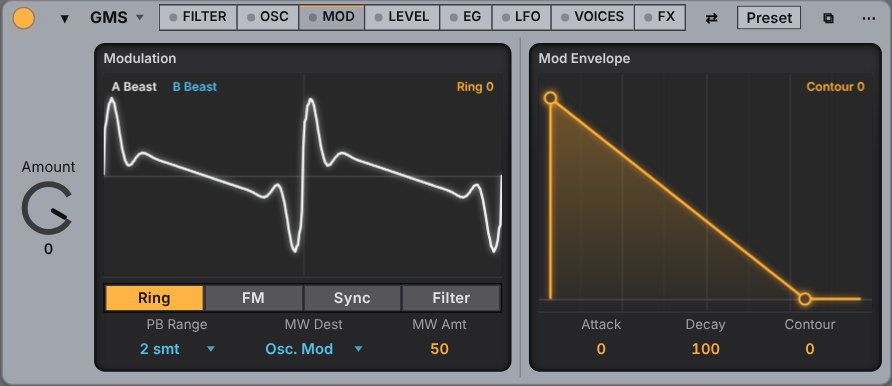 GMS FILTER OSC MOD LEVEL EG LFO VOICES FX Preset
Modulation
A Beast B Beast Ring 0
Mod Envelope
Contour 0
Amount
0
Ring FM Sync Filter
PB Range MW Dest MW Amt
2 smt Osc. Mod 50
Attack Decay Contour
0 100 0